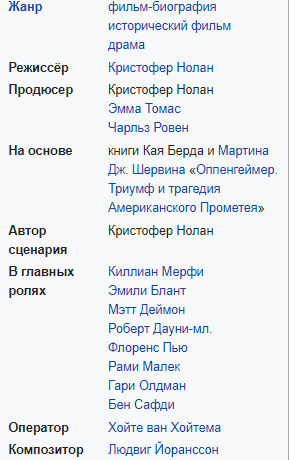 Жанр фильм-биография
исторический фильм
драма
Режиссёр Кристофер Нолан
Продюсер Кристофер Нолан
Эмма Томас
Чарльз Ровен
На основе книги Кая Берда и Мартина
Дж. Шервина «Оппенгеймер.
Триумф и трагедия
Американского Прометея»
Автор Кристофер Нолан
сценария
В главных Киллиан Мерфи
ролях Эмили Блант
Мэтт Деймон
Роберт Дауни-мл.
Флоренс Пью
Рами Малек
Гари Олдман
Бен Сафди
Оператор Хойте ван Хойтема
Композитор Людвиг Йоранссон